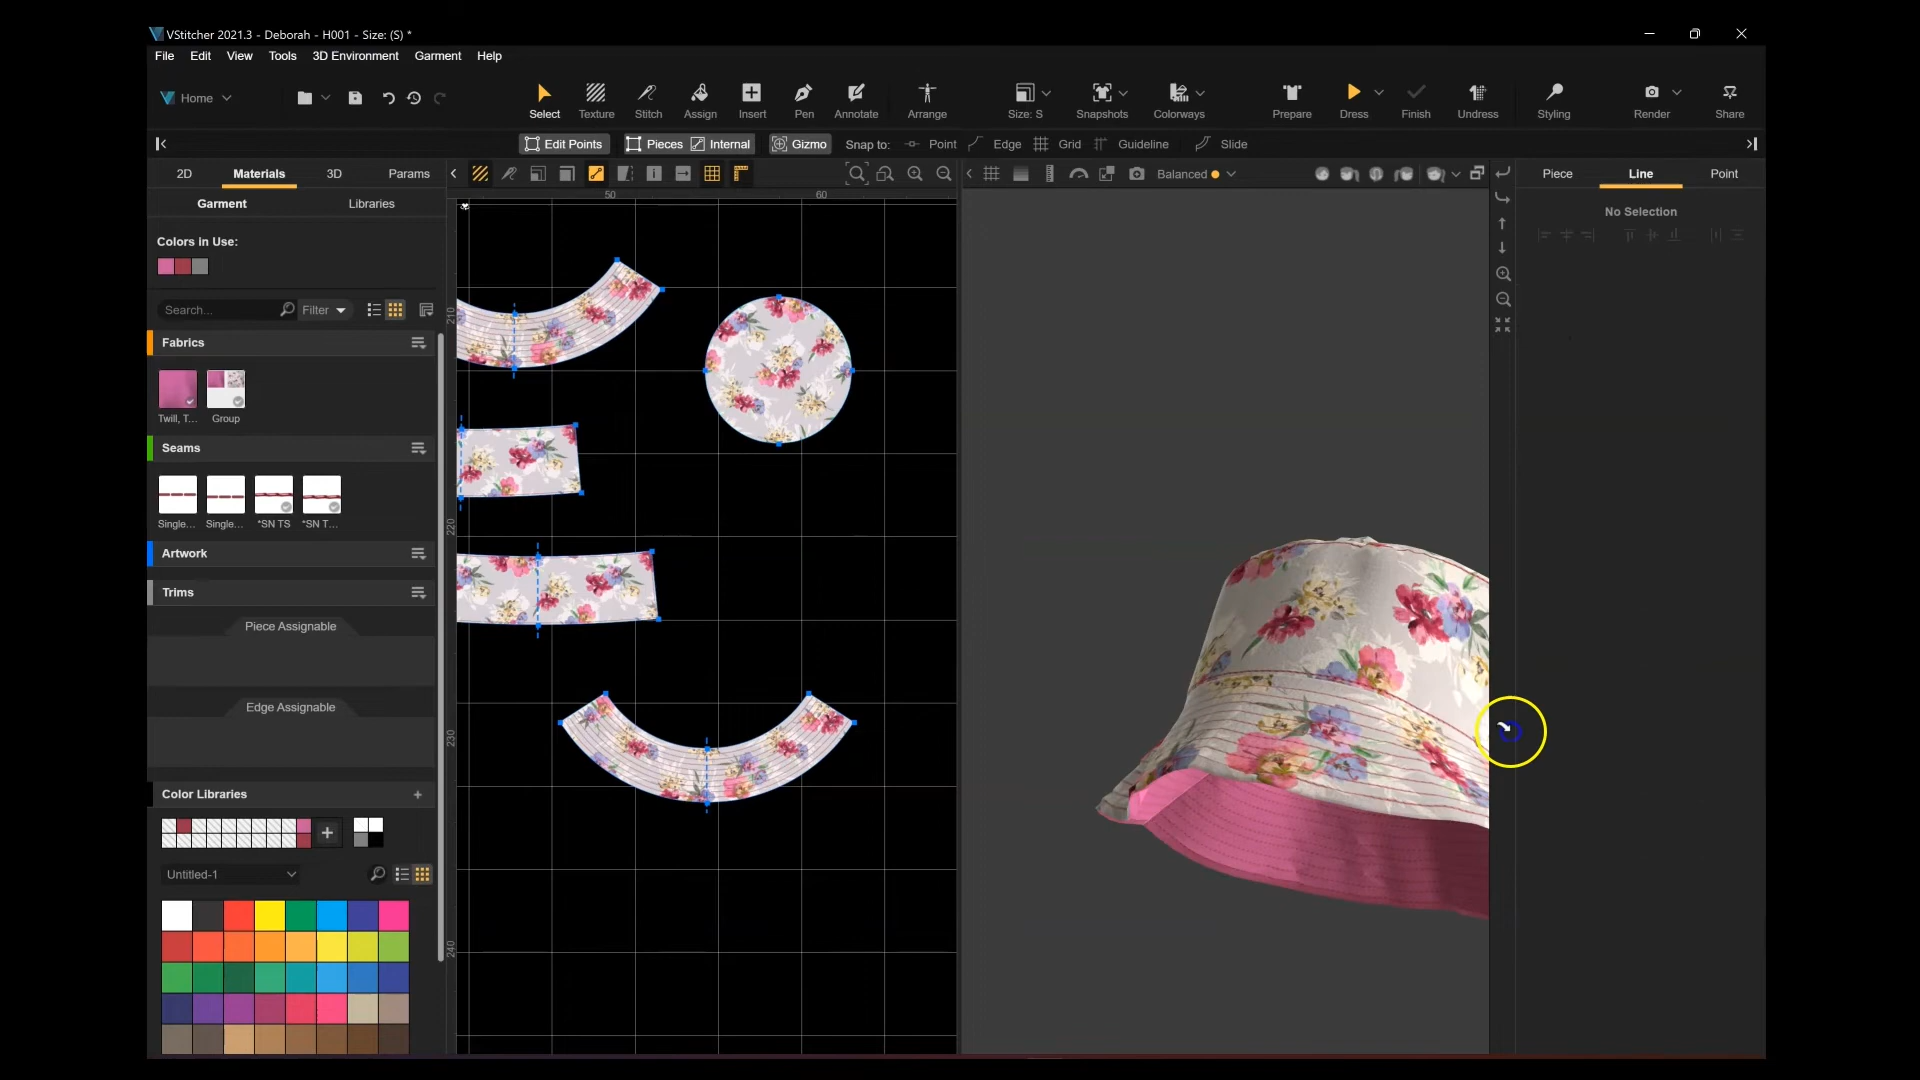 VStitcher 2021.3 - Deborah - H001 - Size: (S) *
File Edit View Tools 3D Environment Garment Help
Home
Select Texture Stitch Assign Insert Pen Annotate Arrange Size: S Snapshots Colorways Prepare Dress Finish Undress Styling Render Share
Edit Points Pieces Internal Gizmo Snap to: Point Edge Grid Guideline Slide
2D Materials 3D Params
Balanced
Piece Line Point
50 60
Garment Libraries
No Selection
Colors in Use:
Search... Filter
210
Fabrics
Twill, T... Group
Seams
Single... Single... *SN TS *SN T...
220
Artwork
Trims
Piece Assignable
Edge Assignable
230
Color Libraries +
Untitled-1
240